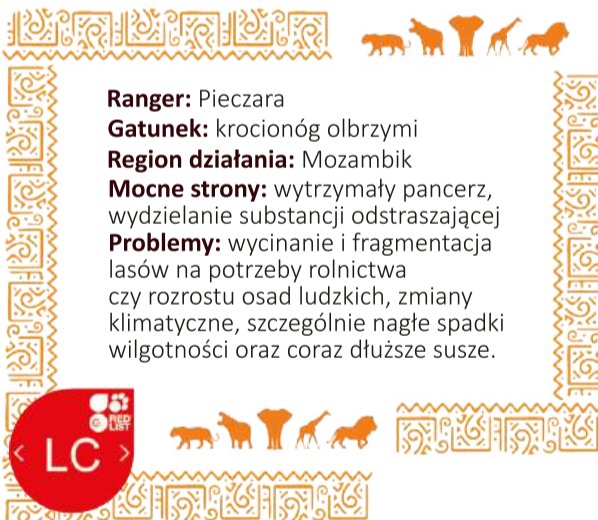 Ranger: Pieczara
Gatunek: krocionóg olbrzymi
Region działania: Mozambik
Mocne strony: wytrzymały pancerz,
wydzielanie substancji odstraszającej
Problemy: wycinanie i fragmentacja
lasów na potrzeby rolnictwa
czy rozrostu osad ludzkich, zmiany
klimatyczne, szczególnie nagłe spadki
wilgotności oraz coraz dłuższe susze.
RED
LIST
< LC >